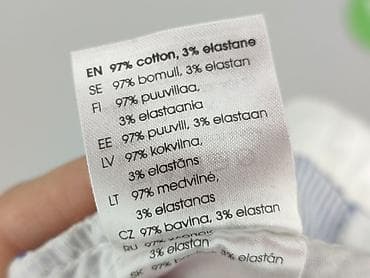 EN 97% cotton, 3% elastane
SE 97% bomull, 3% elastan
FI 97% puuvillaa,
3% elastaania
EE 97% puuvill, 3% elastaan
LV 97% kokvilna,
3% elastāns
LT 97% medvilnė,
3% elastanas
CZ 97% bavlna, 3% elastan
RU 97%
3% elastan
3% elastán